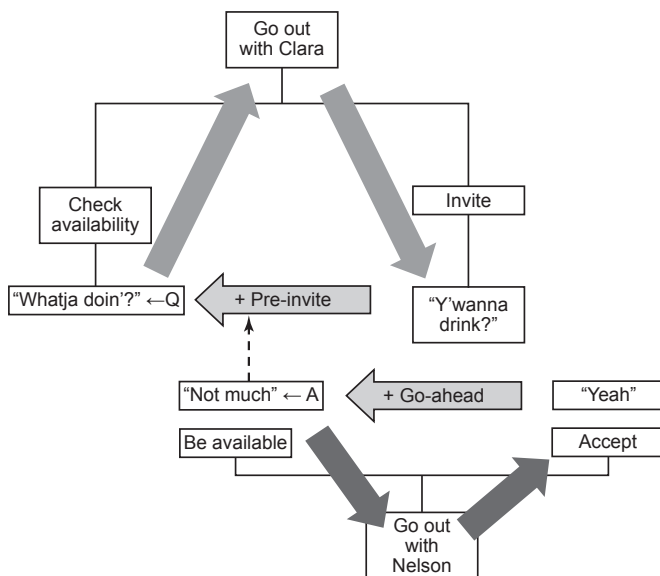 Go out
with Clara
Check
availability
Invite
“Whatja doin’?” ←Q
+ Pre-invite
“Y’wanna
drink?”
“Not much” ← A
+ Go-ahead
“Yeah”
Be available
Accept
Go out
with
Nelson